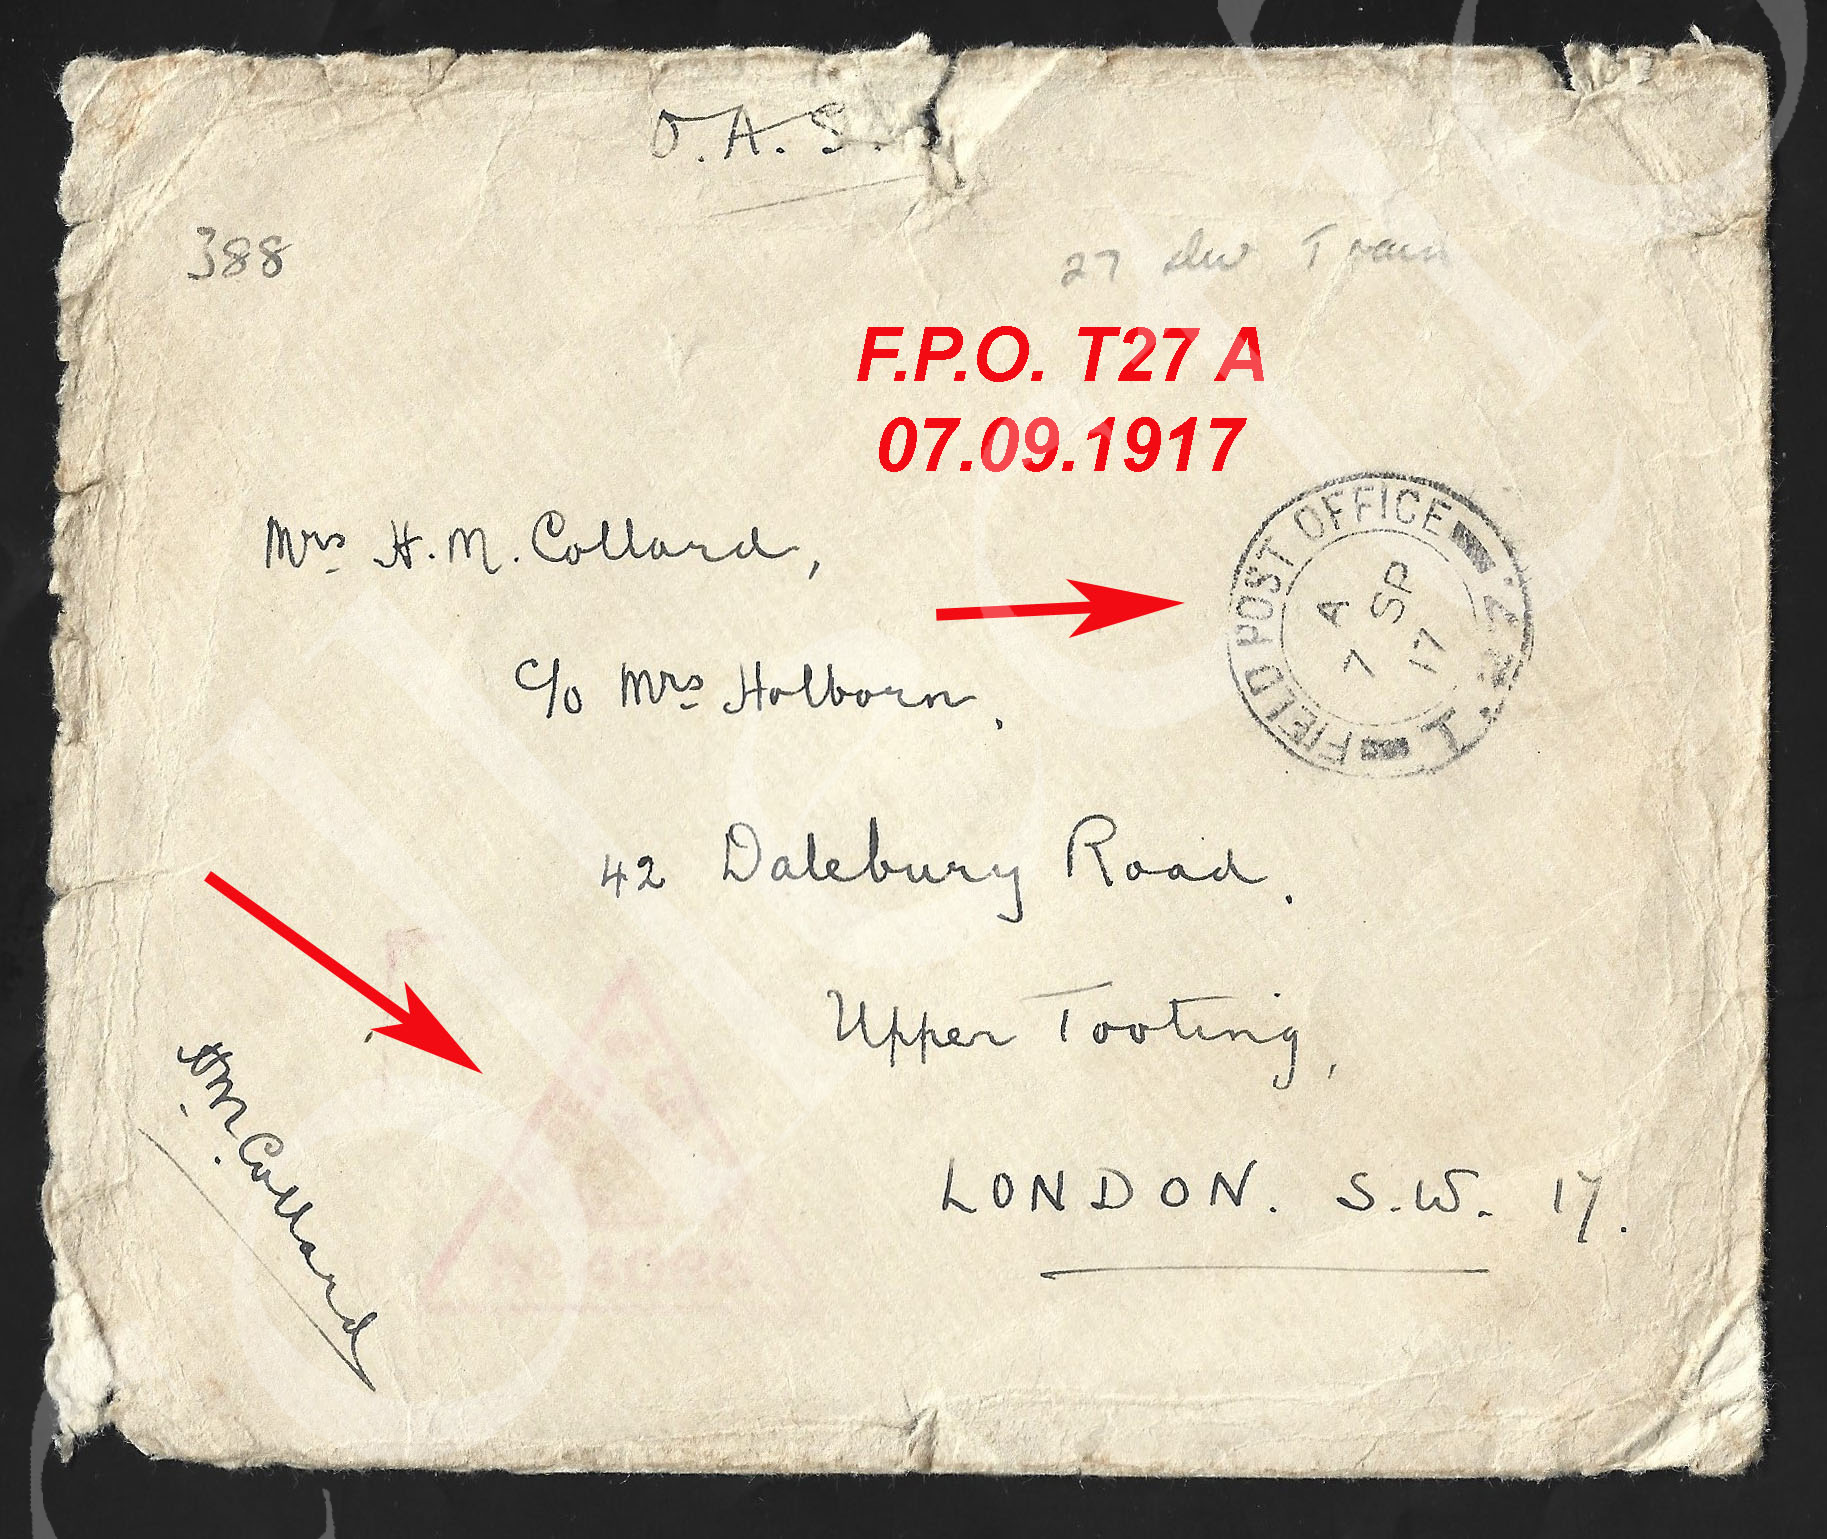 O.A.S.
388
27 Div Train
F.P.O. T27 A
07.09.1917
FIELD POST OFFICE
A
7 SP
17
Mrs H. M. Collard,
c/o Mrs Holborn.
42 Dalebury Road.
Upper Tooting,
LONDON. S.W. 17.
H.M. Collard